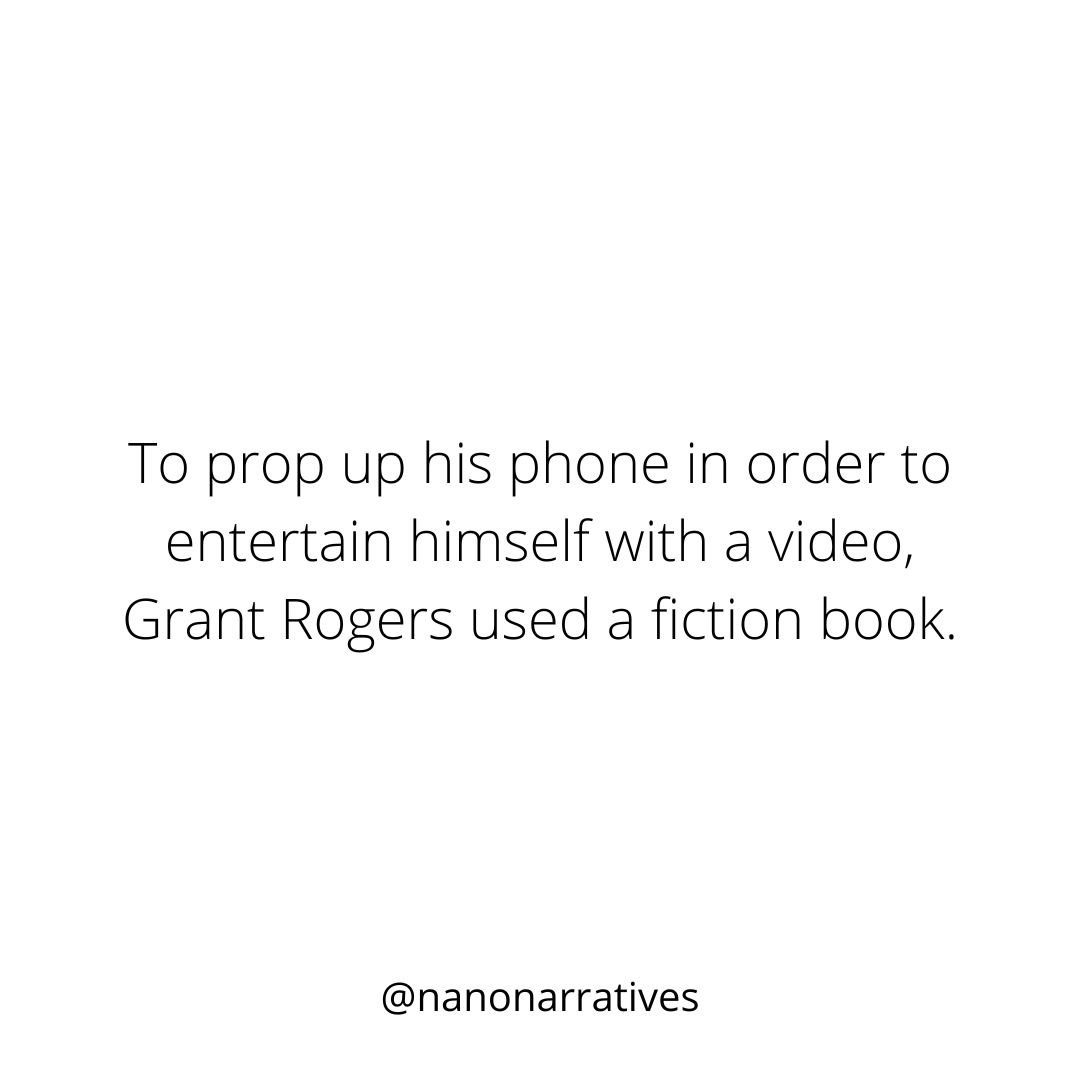 To prop up his phone in order to
entertain himself with a video,
Grant Rogers used a fiction book.
@nanonarratives